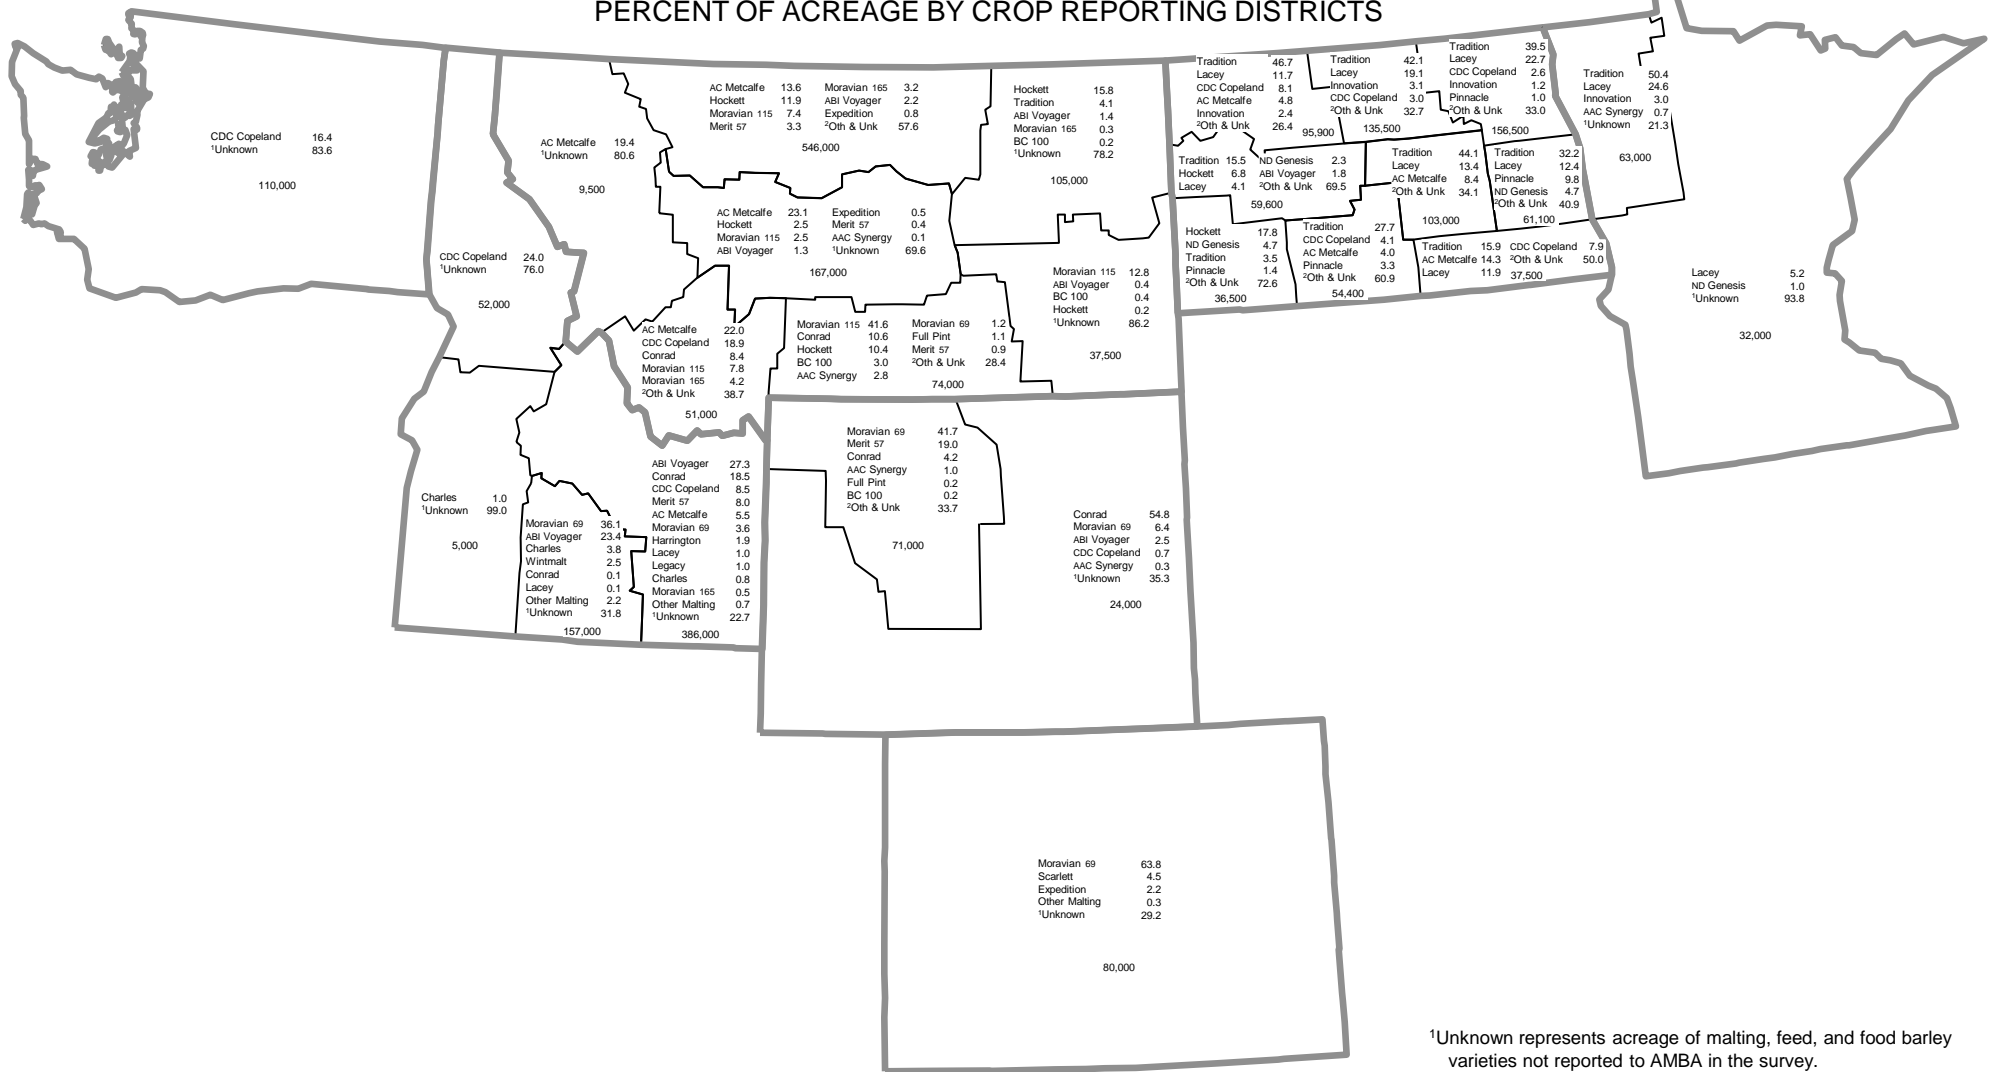 PERCENT OF ACREAGE BY CROP REPORTING DISTRICTS
CDC Copeland 16.4
¹Unknown 83.6
110,000
CDC Copeland 24.0
¹Unknown 76.0
52,000
AC Metcalfe 19.4
¹Unknown 80.6
9,500
AC Metcalfe 13.6 Moravian 165 3.2
Hockett 11.9 ABI Voyager 2.2
Moravian 115 7.4 Expedition 0.8
Merit 57 3.3 ²Oth & Unk 57.6
546,000
Hockett 15.8
Tradition 4.1
ABI Voyager 1.4
Moravian 165 0.3
BC 100 0.2
¹Unknown 78.2
105,000
AC Metcalfe 23.1 Expedition 0.5
Hockett 2.5 Merit 57 0.4
Moravian 115 2.5 AAC Synergy 0.1
ABI Voyager 1.3 ¹Unknown 69.6
167,000
Moravian 115 12.8
ABI Voyager 0.4
BC 100 0.4
Hockett 0.2
¹Unknown 86.2
37,500
AC Metcalfe 22.0
CDC Copeland 18.9
Conrad 8.4
Moravian 115 7.8
Moravian 165 4.2
²Oth & Unk 38.7
51,000
Moravian 115 41.6 Moravian 69 1.2
Conrad 10.6 Full Pint 1.1
Hockett 10.4 Merit 57 0.9
BC 100 3.0 ²Oth & Unk 28.4
AAC Synergy 2.8
74,000
Tradition 46.7
Lacey 11.7
CDC Copeland 8.1
AC Metcalfe 4.8
Innovation 2.4
²Oth & Unk 26.4
95,900
Tradition 42.1
Lacey 19.1
Innovation 3.1
CDC Copeland 3.0
²Oth & Unk 32.7
135,500
Tradition 39.5
Lacey 22.7
CDC Copeland 2.6
Innovation 1.2
Pinnacle 1.0
²Oth & Unk 33.0
156,500
Tradition 50.4
Lacey 24.6
Innovation 3.0
AAC Synergy 0.7
¹Unknown 21.3
63,000
Tradition 15.5 ND Genesis 2.3
Hockett 6.8 ABI Voyager 1.8
Lacey 4.1 ²Oth & Unk 69.5
59,600
Tradition 44.1
Lacey 13.4
AC Metcalfe 8.4
²Oth & Unk 34.1
103,000
Tradition 32.2
Lacey 12.4
Pinnacle 9.8
ND Genesis 4.7
²Oth & Unk 40.9
61,100
Hockett 17.8
ND Genesis 4.7
Tradition 3.5
Pinnacle 1.4
²Oth & Unk 72.6
36,500
Tradition 27.7
CDC Copeland 4.1
AC Metcalfe 4.0
Pinnacle 3.3
²Oth & Unk 60.9
54,400
Tradition 15.9 CDC Copeland 7.9
AC Metcalfe 14.3 ²Oth & Unk 50.0
Lacey 11.9 37,500
Lacey 5.2
ND Genesis 1.0
¹Unknown 93.8
32,000
Charles 1.0
¹Unknown 99.0
5,000
Moravian 69 36.1
ABI Voyager 23.4
Charles 3.8
Wintmalt 2.5
Conrad 0.1
Lacey 0.1
Other Malting 2.2
¹Unknown 31.8
157,000
ABI Voyager 27.3
Conrad 18.5
CDC Copeland 8.5
Merit 57 8.0
AC Metcalfe 5.5
Moravian 69 3.6
Harrington 1.9
Lacey 1.0
Legacy 1.0
Charles 0.8
Moravian 165 0.5
Other Malting 0.7
¹Unknown 22.7
386,000
Moravian 69 41.7
Merit 57 19.0
Conrad 4.2
AAC Synergy 1.0
Full Pint 0.2
BC 100 0.2
²Oth & Unk 33.7
71,000
Conrad 54.8
Moravian 69 6.4
ABI Voyager 2.5
CDC Copeland 0.7
AAC Synergy 0.3
¹Unknown 35.3
24,000
Moravian 69 63.8
Scarlett 4.5
Expedition 2.2
Other Malting 0.3
¹Unknown 29.2
80,000
¹Unknown represents acreage of malting, feed, and food barley
varieties not reported to AMBA in the survey.